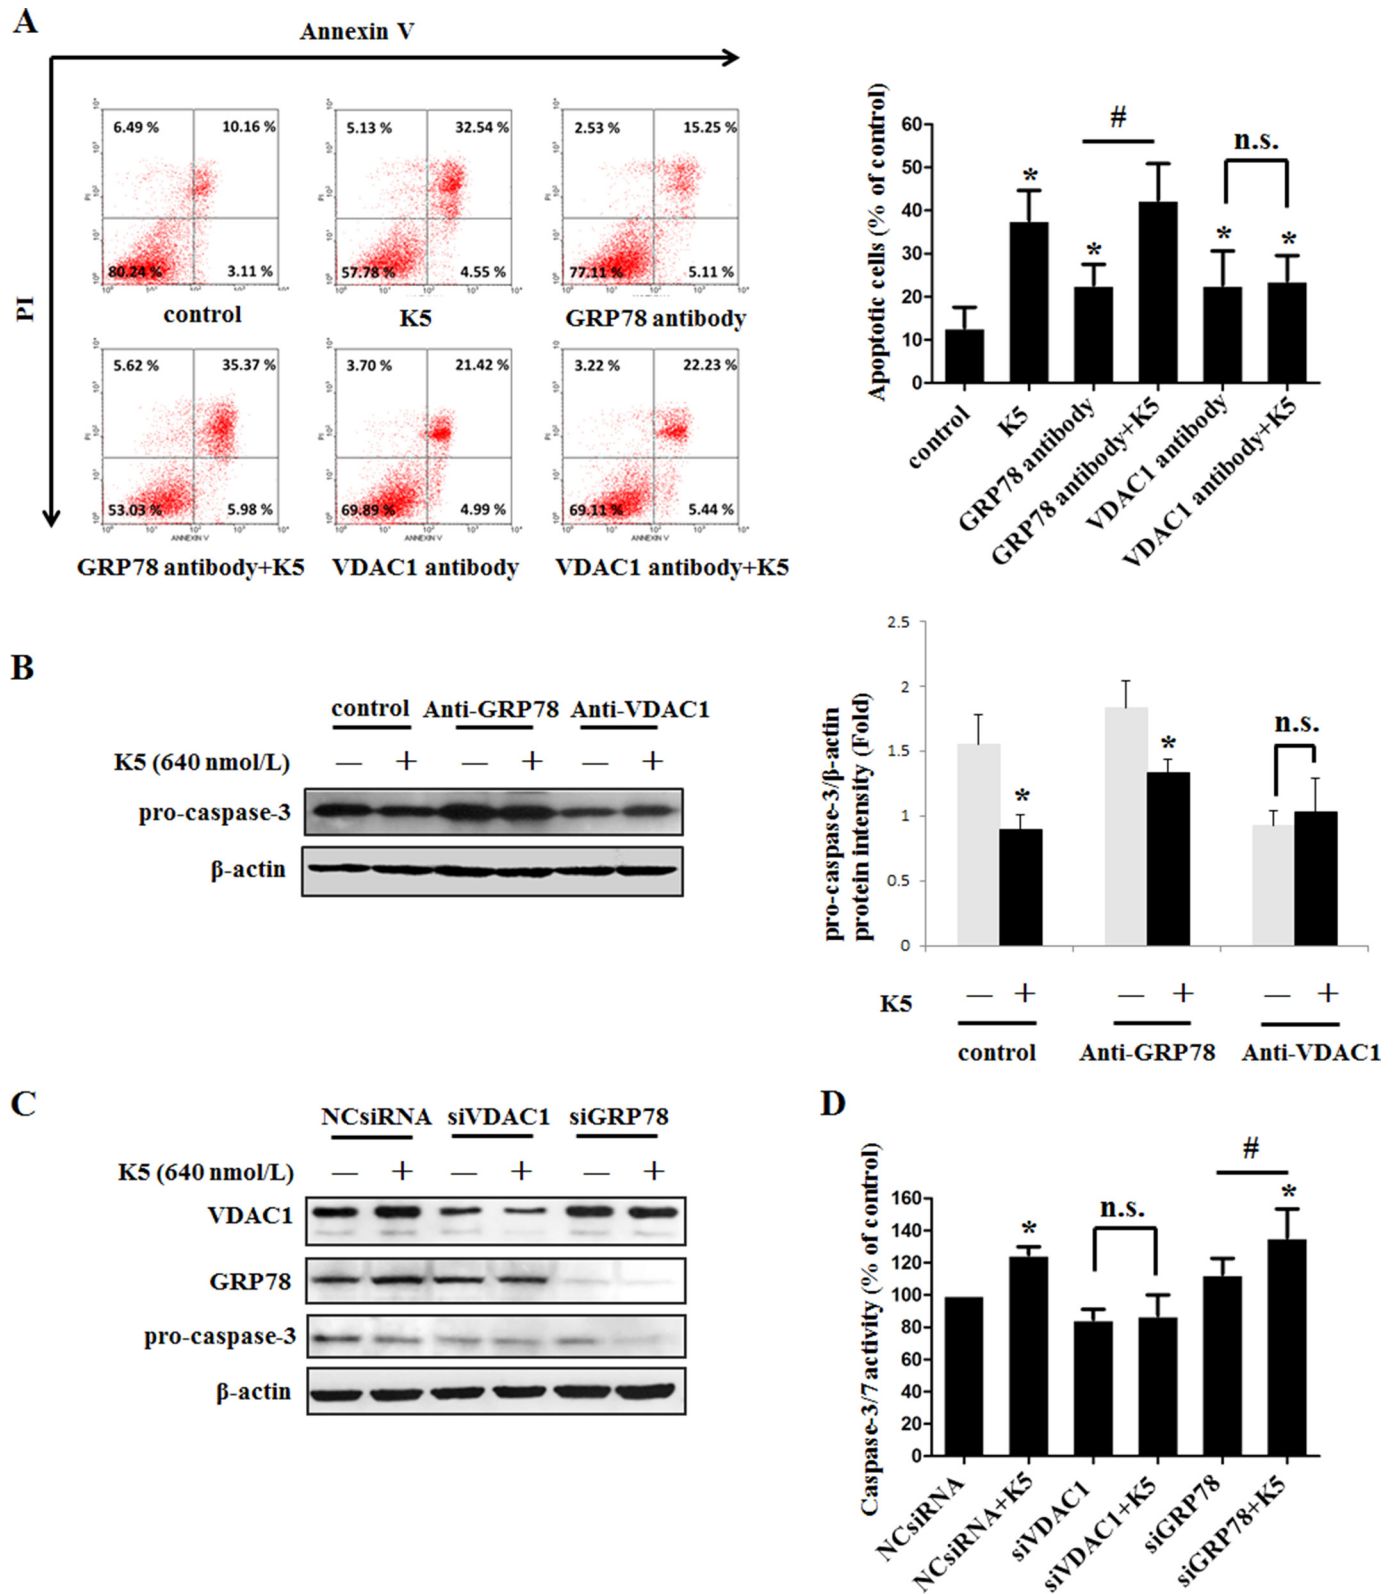 A
Annexin V
PI
6.49 % 10.16 %
80.24 % 3.11 %
control
5.13 % 32.54 %
57.78 % 4.55 %
K5
2.53 % 15.25 %
77.11 % 5.11 %
GRP78 antibody
5.62 % 35.37 %
53.03 % 5.98 %
ANNEXIN V
GRP78 antibody+K5
3.70 % 21.42 %
69.89 % 4.99 %
ANNEXIN V
VDAC1 antibody
3.22 % 22.23 %
69.11 % 5.44 %
ANNEXIN V
VDAC1 antibody+K5
Apoptotic cells (% of control)
60
50
40
30
20
10
0
* * # * n.s. *
control
K5
GRP78 antibody
GRP78 antibody+K5
VDAC1 antibody
VDAC1 antibody+K5
B
control Anti-GRP78 Anti-VDAC1
K5 (640 nmol/L) — + — + — +
pro-caspase-3
β-actin
pro-caspase-3/β-actin
protein intensity (Fold)
2.5
2
1.5
1
0.5
0
* * n.s.
K5 — + — + — +
control Anti-GRP78 Anti-VDAC1
C
NCsiRNA siVDAC1 siGRP78
K5 (640 nmol/L) — + — + — +
VDAC1
GRP78
pro-caspase-3
β-actin
D
Caspase-3/7 activity (% of control)
160
140
120
100
80
60
40
20
0
* n.s. # *
NCsiRNA
NCsiRNA+K5
siVDAC1
siVDAC1+K5
siGRP78
siGRP78+K5